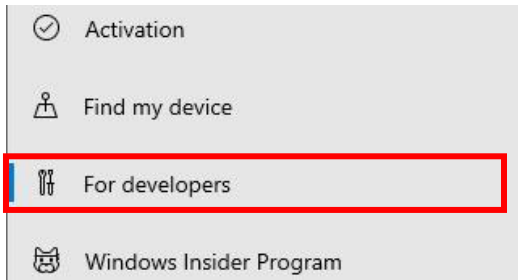 Activation
Find my device
For developers
Windows Insider Program